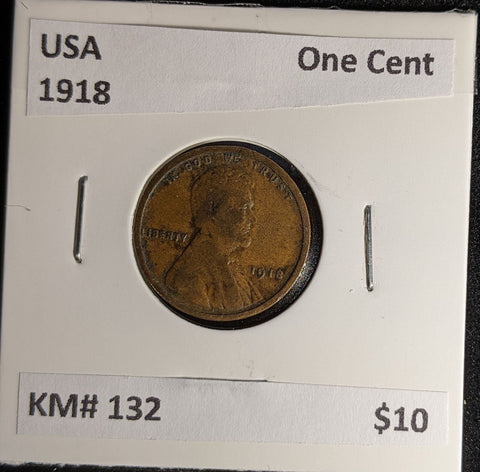 USA One Cent
1918
IN GOD WE TRUST
LIBERTY
1918
KM# 132 $10